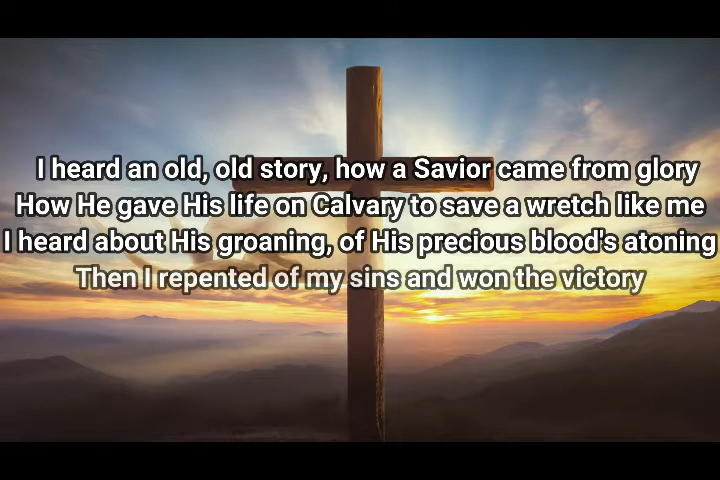 I heard an old, old story, how a Savior came from glory
How He gave His life on Calvary to save a wretch like me
I heard about His groaning, of His precious blood's atoning
Then I repented of my sins and won the victory